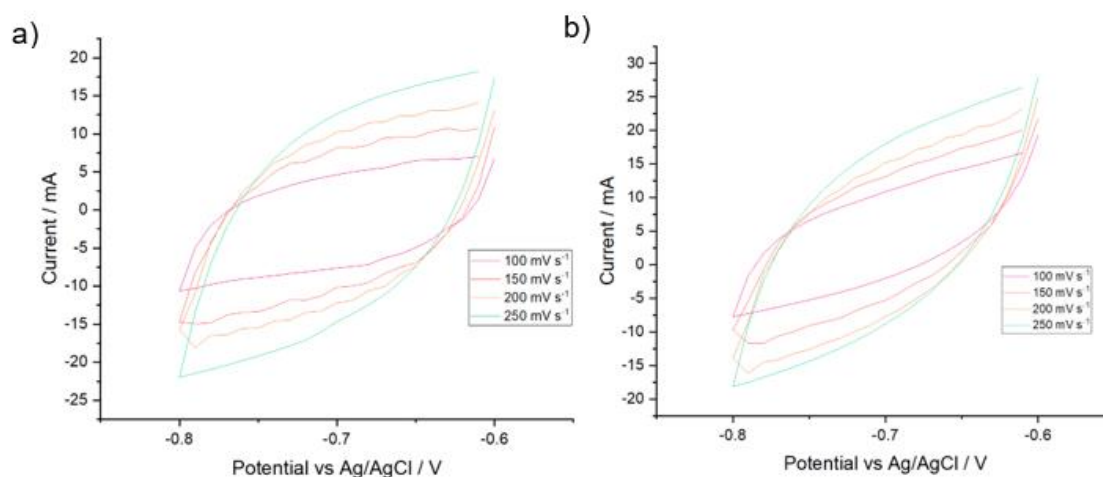 a)
20
15
10
5
0
-5
-10
-15
-20
-25
Current / mA
-0.8
-0.7
-0.6
Potential vs Ag/AgCl / V
100 mV s⁻¹
150 mV s⁻¹
200 mV s⁻¹
250 mV s⁻¹
b)
30
25
20
15
10
5
0
-5
-10
-15
-20
Current / mA
-0.8
-0.7
-0.6
Potential vs Ag/AgCl / V
100 mV s⁻¹
150 mV s⁻¹
200 mV s⁻¹
250 mV s⁻¹